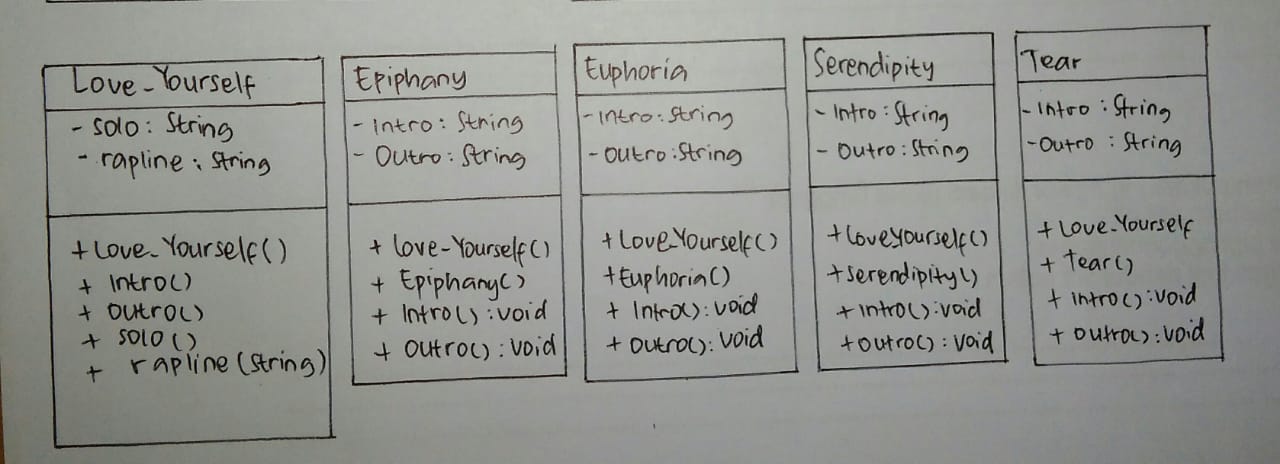 Love_Yourself
- solo : String
- rapline : String
+ Love_Yourself()
+ Intro()
+ Outro()
+ solo()
+ rapline (String)
Epiphany
- Intro : String
- Outro : String
+ Love_Yourself()
+ Epiphany()
+ Intro() : void
+ Outro() : void
Euphoria
- Intro : String
- Outro : String
+ Love_Yourself()
+ Euphoria()
+ Intro() : void
+ Outro() : void
Serendipity
- Intro : String
- Outro : String
+ LoveYourself()
+ Serendipity()
+ Intro() : void
+ Outro() : void
Tear
- Intro : String
- Outro : String
+ Love_Yourself
+ Tear()
+ Intro() : void
+ Outro() : void